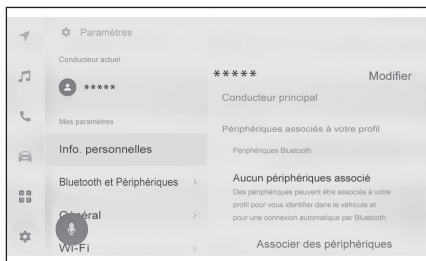 Paramètres
Conducteur actuel
*****
Mes paramètres
Info. personnelles
Bluetooth et Périphériques
Général
Wi-Fi
***** Modifier
Conducteur principal
Périphériques associés à votre profil
Périphériques Bluetooth
Aucun périphériques associé
Des périphériques peuvent être associés à votre
profil pour vous identifier dans le véhicule et
pour une connexion automatique par Bluetooth.
Associer des périphériques